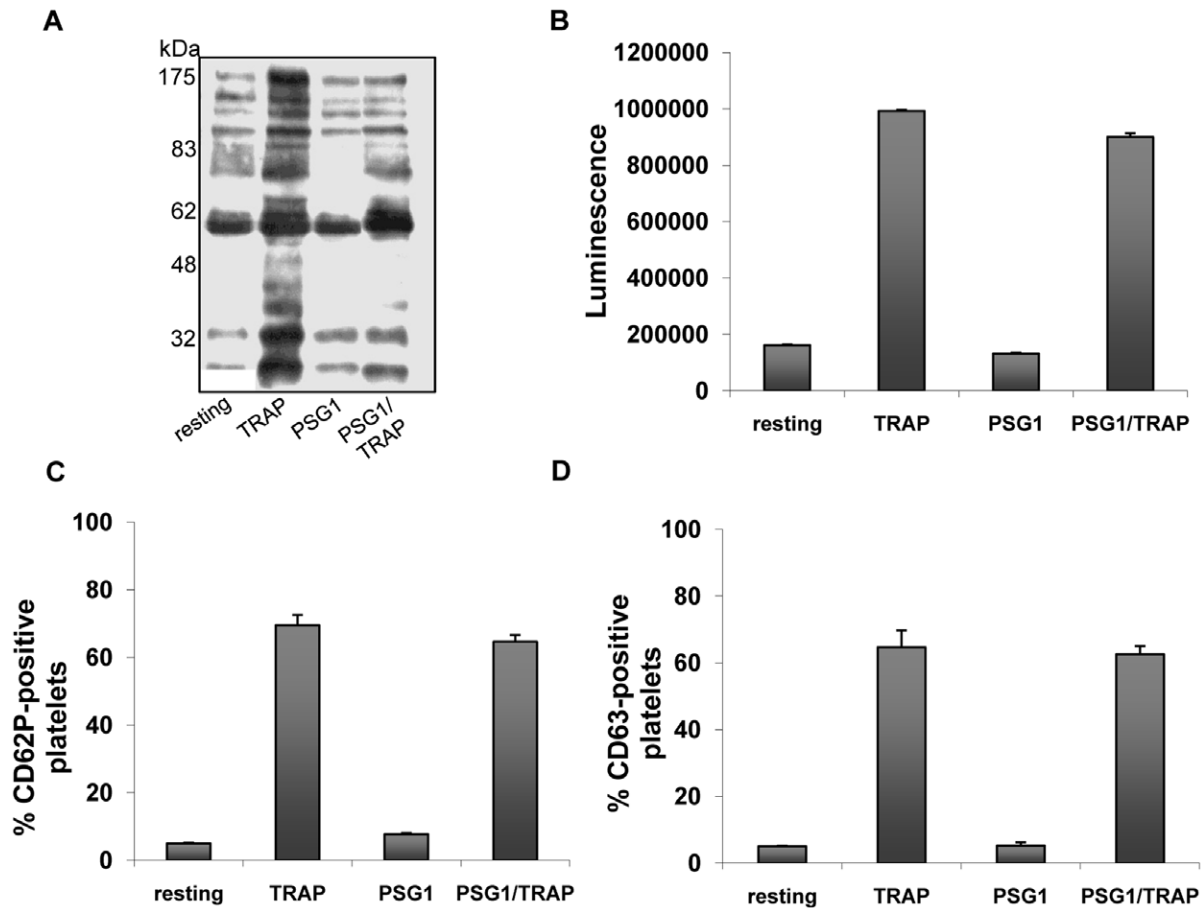 A
kDa
175
83
62
48
32
resting
TRAP
PSG1
PSG1/
TRAP
B
Luminescence
1200000
1000000
800000
600000
400000
200000
0
resting TRAP PSG1 PSG1/TRAP
C
% CD62P-positive
platelets
100
80
60
40
20
0
resting TRAP PSG1 PSG1/TRAP
D
% CD63-positive
platelets
100
80
60
40
20
0
resting TRAP PSG1 PSG1/TRAP